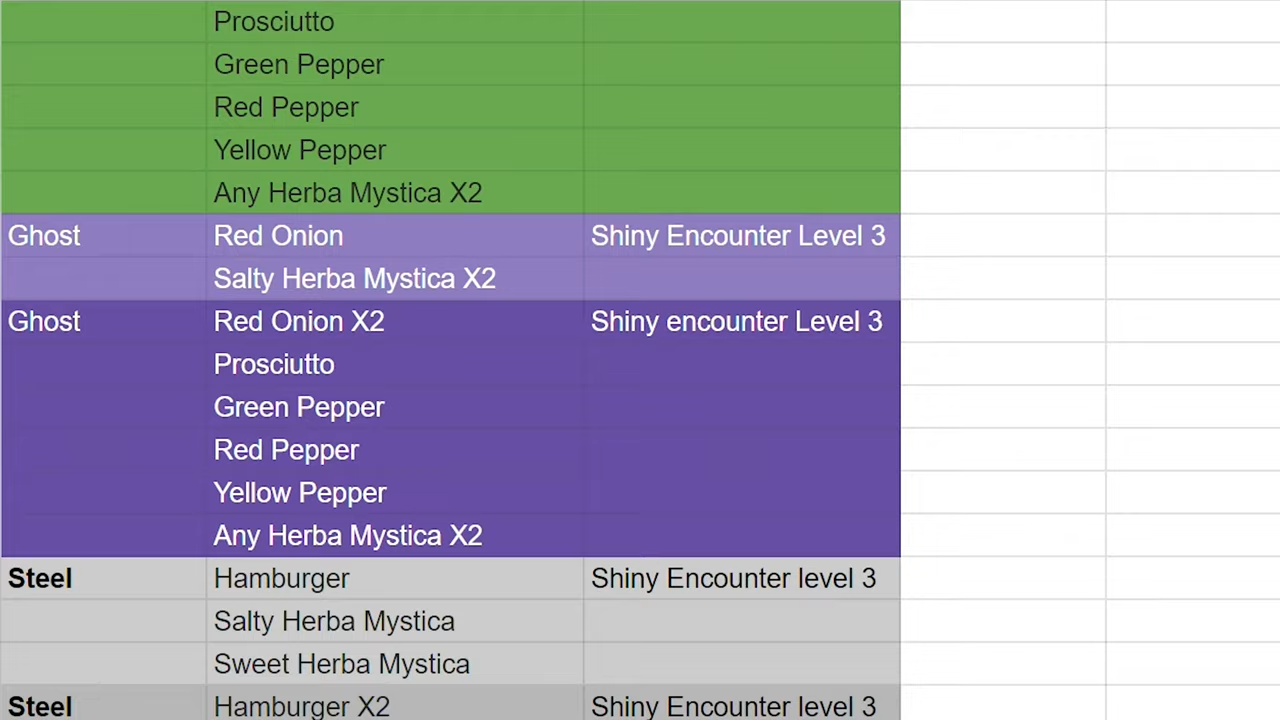 Prosciutto
Green Pepper
Red Pepper
Yellow Pepper
Any Herba Mystica X2
Ghost Red Onion Shiny Encounter Level 3
Salty Herba Mystica X2
Ghost Red Onion X2 Shiny encounter Level 3
Prosciutto
Green Pepper
Red Pepper
Yellow Pepper
Any Herba Mystica X2
Steel Hamburger Shiny Encounter level 3
Salty Herba Mystica
Sweet Herba Mystica
Steel Hamburger X2 Shiny Encounter level 3